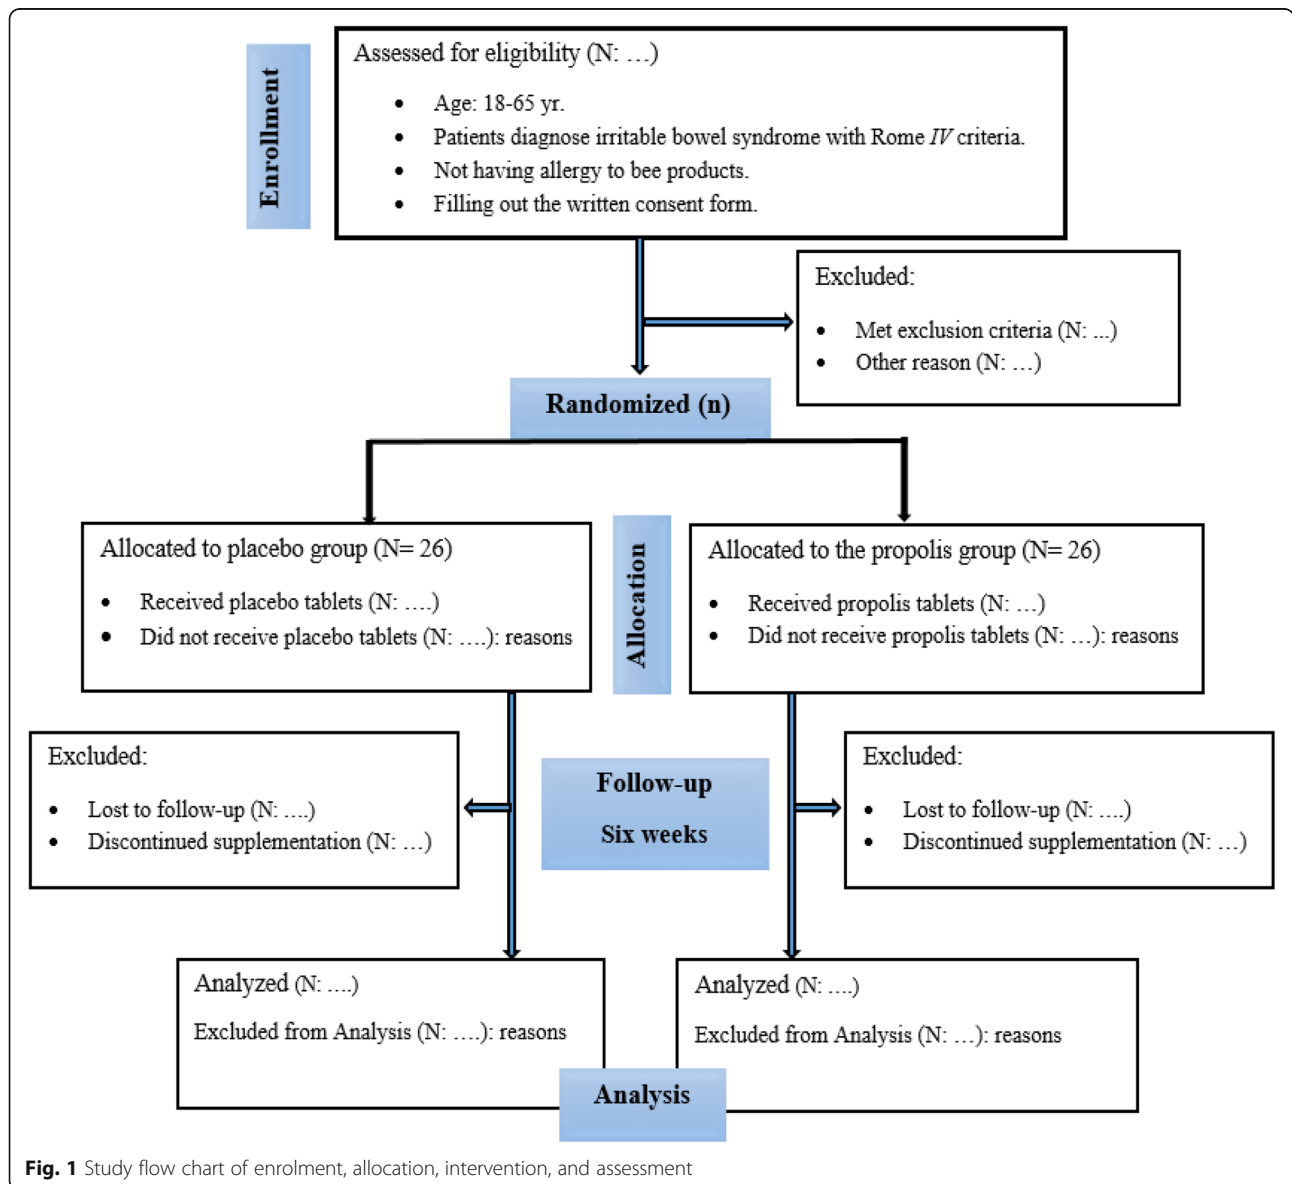 Enrollment
Assessed for eligibility (N: …)
• Age: 18-65 yr.
• Patients diagnose irritable bowel syndrome with Rome IV criteria.
• Not having allergy to bee products.
• Filling out the written consent form.
Excluded:
• Met exclusion criteria (N: ...)
• Other reason (N: …)
Randomized (n)
Allocated to placebo group (N= 26)
• Received placebo tablets (N: ….)
• Did not receive placebo tablets (N: ….): reasons
Allocation
Allocated to the propolis group (N= 26)
• Received propolis tablets (N: …)
• Did not receive propolis tablets (N: …): reasons
Excluded:
• Lost to follow-up (N: ….)
• Discontinued supplementation (N: …)
Follow-up
Six weeks
Excluded:
• Lost to follow-up (N: ….)
• Discontinued supplementation (N: …)
Analyzed (N: ….)
Excluded from Analysis (N: ….): reasons
Analyzed (N: ….)
Excluded from Analysis (N: …): reasons
Analysis
Fig. 1 Study flow chart of enrolment, allocation, intervention, and assessment